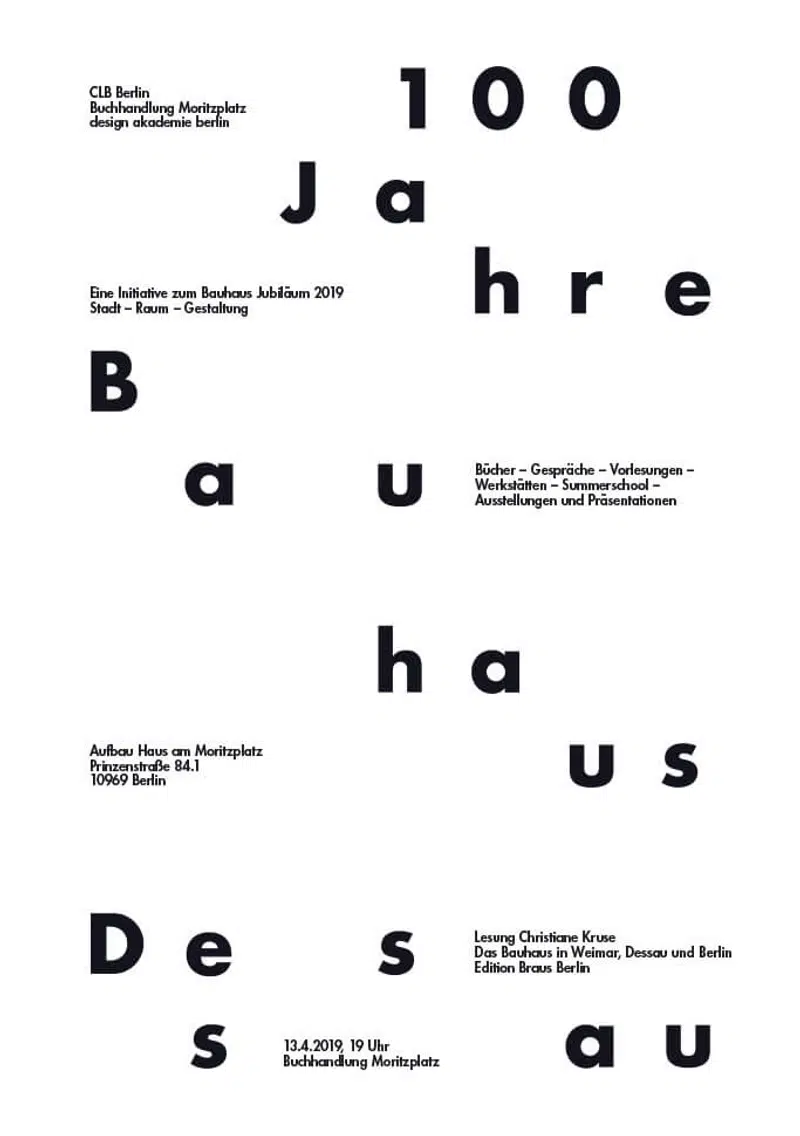 CLB Berlin
Buchhandlung Moritzplatz
design akademie berlin
100
Ja
hre
Eine Initiative zum Bauhaus Jubiläum 2019
Stadt – Raum – Gestaltung
B
au
Bücher – Gespräche – Vorlesungen –
Werkstätten – Summerschool –
Ausstellungen und Präsentationen
ha
us
Aufbau Haus am Moritzplatz
Prinzenstraße 84.1
10969 Berlin
Des
Lesung Christiane Kruse
Das Bauhaus in Weimar, Dessau und Berlin
Edition Braus Berlin
sau
13.4.2019, 19 Uhr
Buchhandlung Moritzplatz